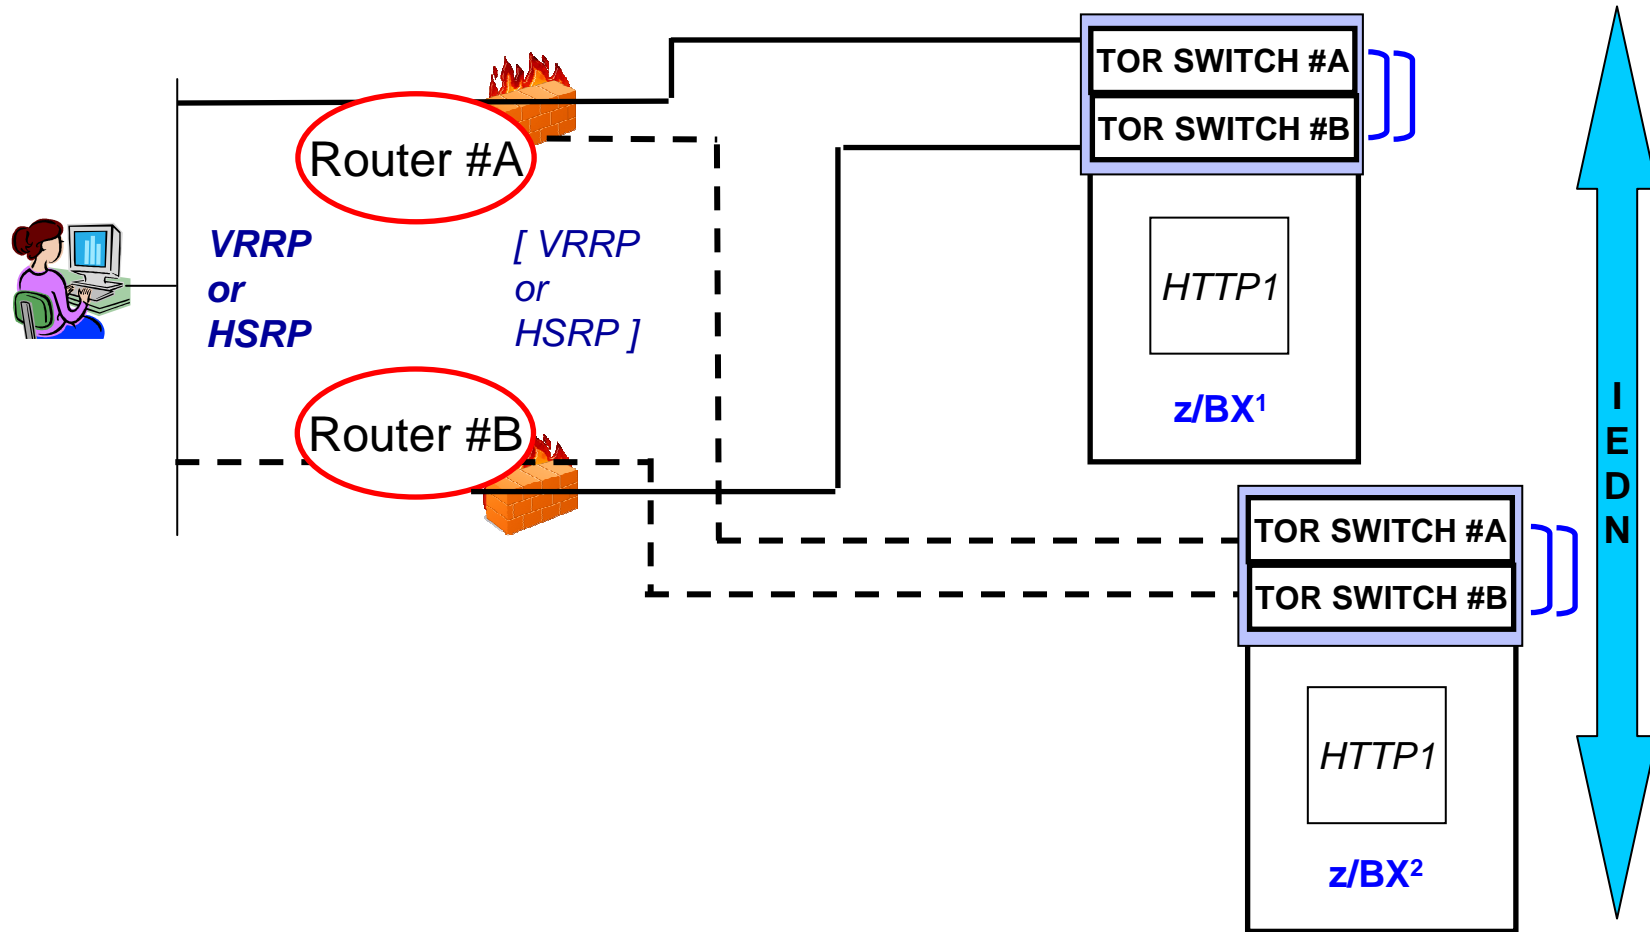 TOR SWITCH #A
TOR SWITCH #B
Router #A
VRRP
or
HSRP
[ VRRP
or
HSRP ]
HTTP1
z/BX¹
Router #B
I
E
D
N
TOR SWITCH #A
TOR SWITCH #B
HTTP1
z/BX²